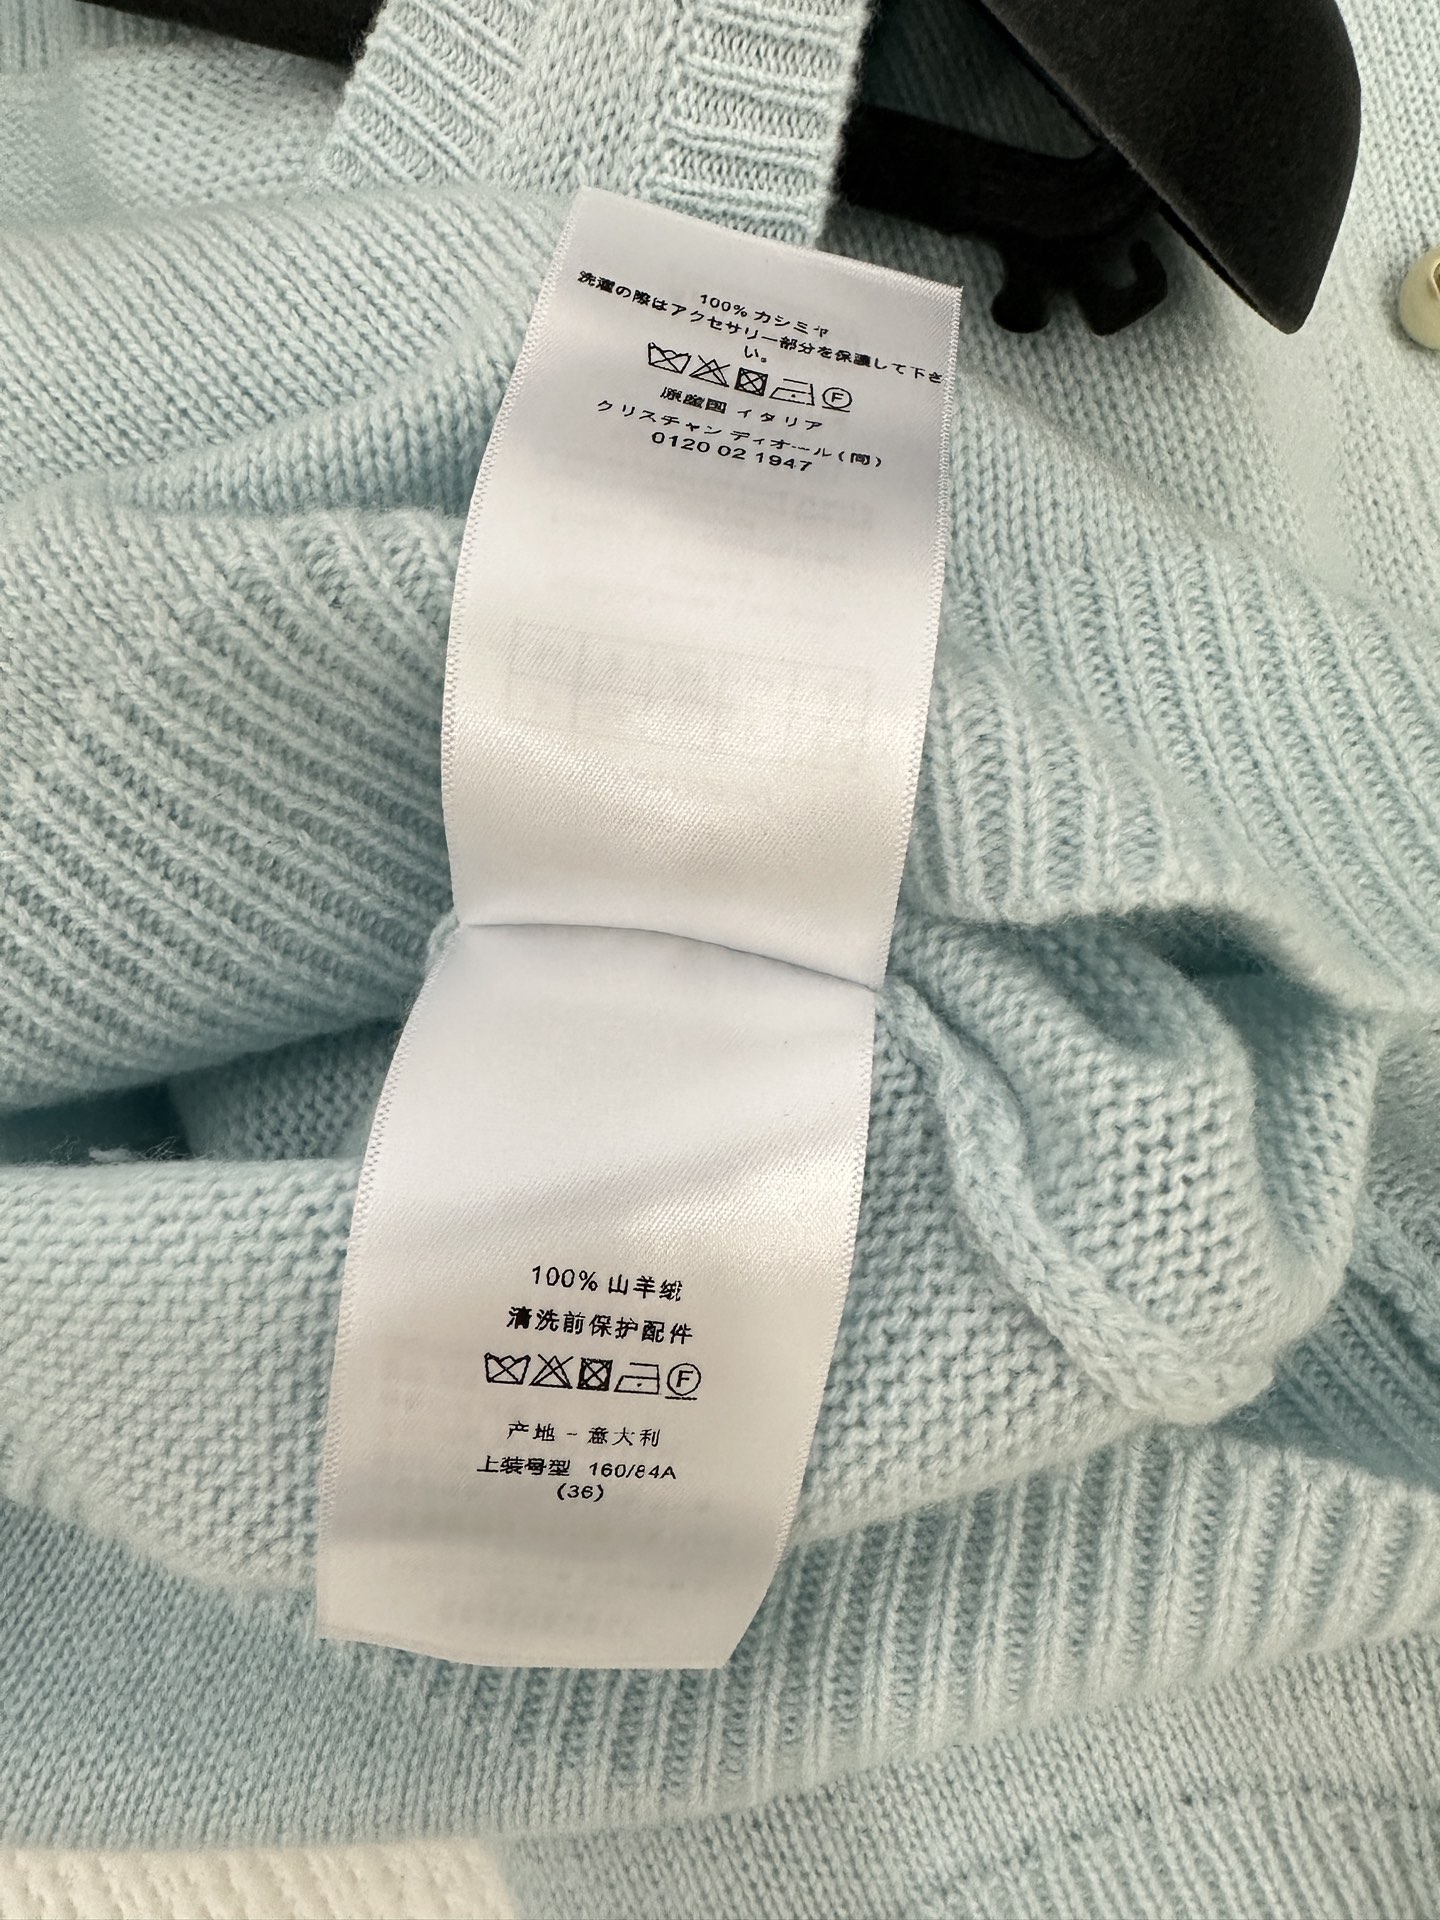 100% カシミヤ
洗濯の際はアクセサリー部分を保護して下さ
い。
F
原産国 イタリア
クリスチャン ディオール(問)
0120 02 1947
100% 山羊绒
清洗前保护配件
F
产地 - 意大利
上装号型 160/84A
(36)